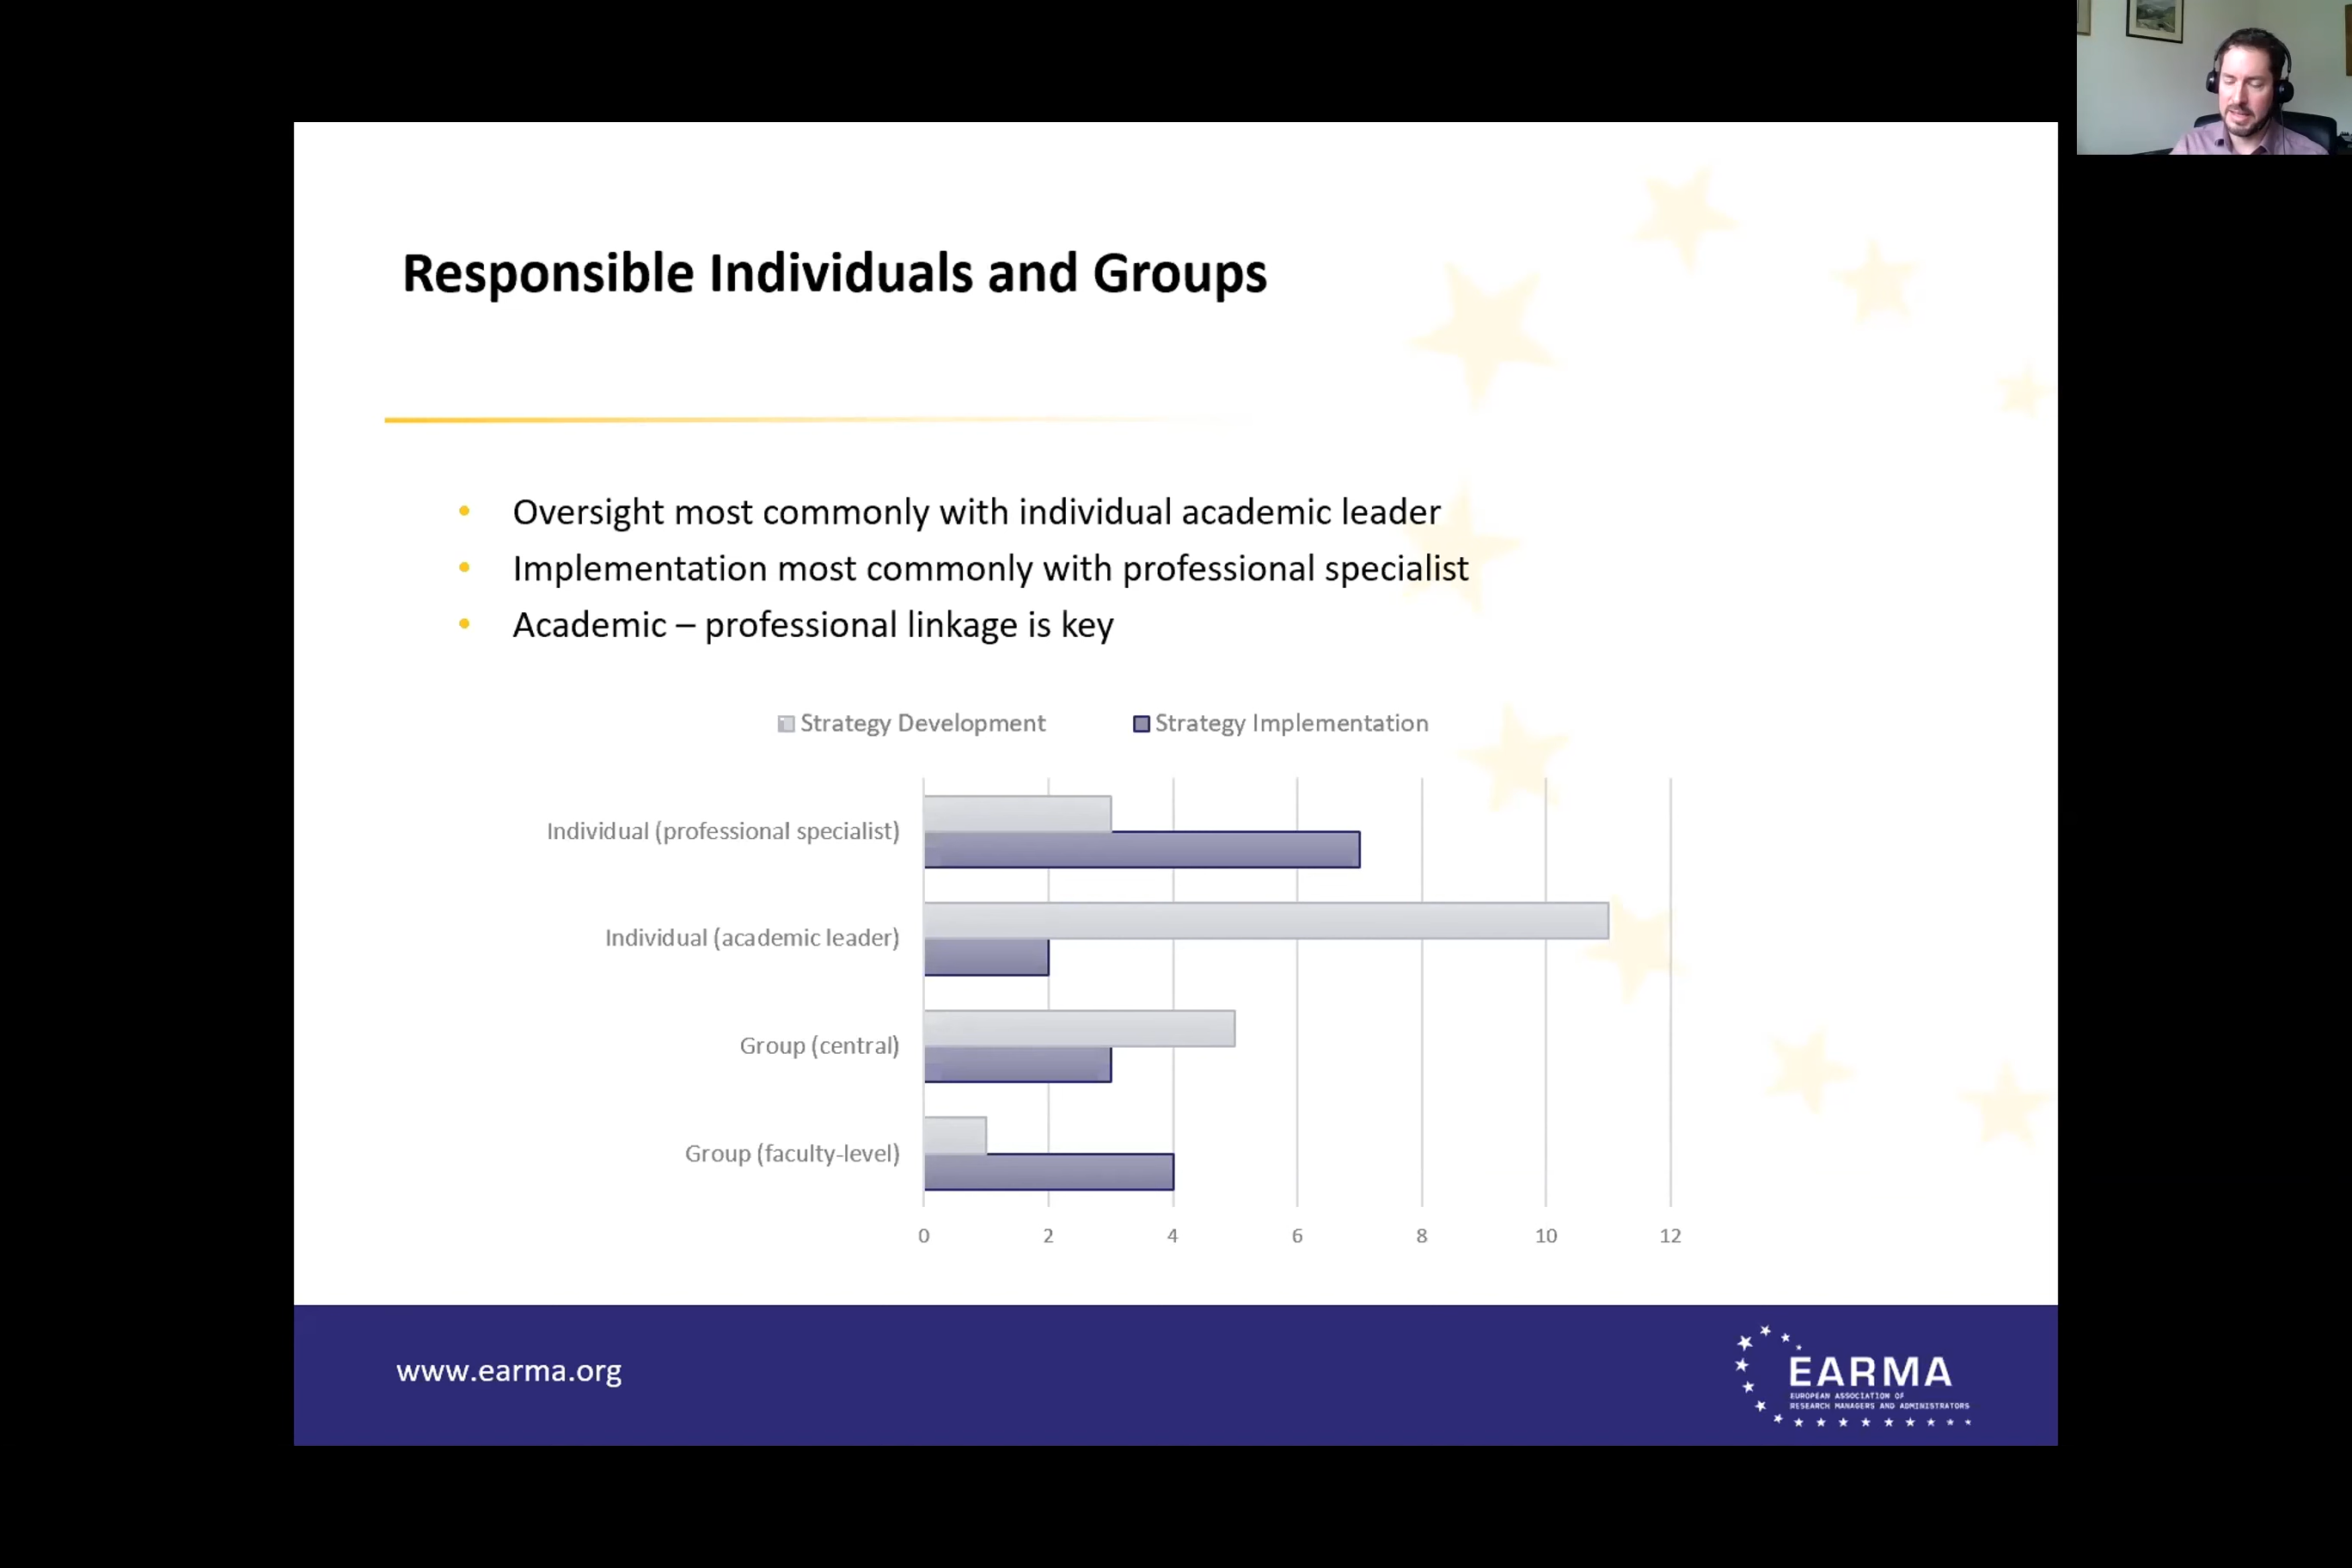 Responsible Individuals and Groups
• Oversight most commonly with individual academic leader
• Implementation most commonly with professional specialist
• Academic – professional linkage is key
Strategy Development Strategy Implementation
Individual (professional specialist)
Individual (academic leader)
Group (central)
Group (faculty-level)
0 2 4 6 8 10 12
www.earma.org
EARMA
EUROPEAN ASSOCIATION OF
RESEARCH MANAGERS AND ADMINISTRATORS